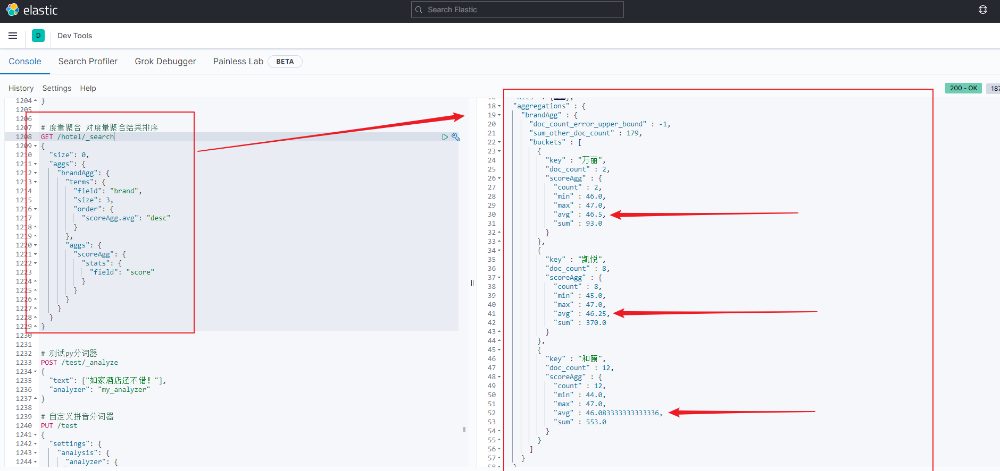 elastic
Search Elastic
D
Dev Tools
Console
Search Profiler
Grok Debugger
Painless Lab
BETA
History
Settings
Help
200 - OK
187
1204 }
1205
1206
1207 # 度量聚合 对度量聚合结果排序
1208 GET /hotel/_search
1209 {
1210 "size": 0,
1211 "aggs": {
1212 "brandAgg": {
1213 "terms": {
1214 "field": "brand",
1215 "size": 3,
1216 "order": {
1217 "scoreAgg.avg": "desc"
1218 }
1219 },
1220 "aggs": {
1221 "scoreAgg": {
1222 "stats": {
1223 "field": "score"
1224 }
1225 }
1226 }
1227 }
1228 }
1229 }
1230
1231
1232 # 测试py分词器
1233 POST /test/_analyze
1234 {
1235 "text": ["如家酒店还不错！"],
1236 "analyzer": "my_analyzer"
1237 }
1238
1239 # 自定义拼音分词器
1240 PUT /test
1241 {
1242 "settings": {
1243 "analysis": {
1244 "analyzer": {
18 "aggregations" : {
19 "brandAgg" : {
20 "doc_count_error_upper_bound" : -1,
21 "sum_other_doc_count" : 179,
22 "buckets" : [
23 {
24 "key" : "万丽",
25 "doc_count" : 2,
26 "scoreAgg" : {
27 "count" : 2,
28 "min" : 46.0,
29 "max" : 47.0,
30 "avg" : 46.5,
31 "sum" : 93.0
32 }
33 },
34 {
35 "key" : "凯悦",
36 "doc_count" : 8,
37 "scoreAgg" : {
38 "count" : 8,
39 "min" : 45.0,
40 "max" : 47.0,
41 "avg" : 46.25,
42 "sum" : 370.0
43 }
44 },
45 {
46 "key" : "和颐",
47 "doc_count" : 12,
48 "scoreAgg" : {
49 "count" : 12,
50 "min" : 44.0,
51 "max" : 47.0,
52 "avg" : 46.083333333333336,
53 "sum" : 553.0
54 }
55 }
56 ]
57 }
58 }